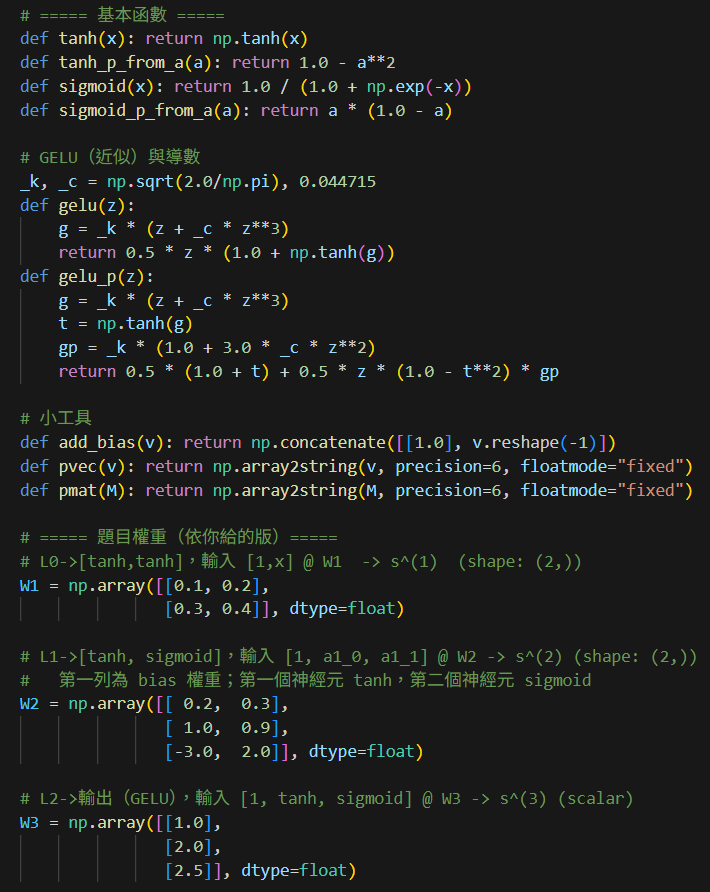 # ===== 基本函數 =====
def tanh(x): return np.tanh(x)
def tanh_p_from_a(a): return 1.0 - a**2
def sigmoid(x): return 1.0 / (1.0 + np.exp(-x))
def sigmoid_p_from_a(a): return a * (1.0 - a)

# GELU（近似）與導數
_k, _c = np.sqrt(2.0/np.pi), 0.044715
def gelu(z):
    g = _k * (z + _c * z**3)
    return 0.5 * z * (1.0 + np.tanh(g))
def gelu_p(z):
    g = _k * (z + _c * z**3)
    t = np.tanh(g)
    gp = _k * (1.0 + 3.0 * _c * z**2)
    return 0.5 * (1.0 + t) + 0.5 * z * (1.0 - t**2) * gp

# 小工具
def add_bias(v): return np.concatenate([[1.0], v.reshape(-1)])
def pvec(v): return np.array2string(v, precision=6, floatmode="fixed")
def pmat(M): return np.array2string(M, precision=6, floatmode="fixed")

# ===== 題目權重（依你給的版）=====
# L0->[tanh,tanh]，輸入 [1,x] @ W1  -> s^(1)  (shape: (2,))
W1 = np.array([[0.1, 0.2],
               [0.3, 0.4]], dtype=float)

# L1->[tanh, sigmoid]，輸入 [1, a1_0, a1_1] @ W2 -> s^(2) (shape: (2,))
#   第一列為 bias 權重；第一個神經元 tanh，第二個神經元 sigmoid
W2 = np.array([[ 0.2,  0.3],
               [ 1.0,  0.9],
               [-3.0,  2.0]], dtype=float)

# L2->輸出（GELU），輸入 [1, tanh, sigmoid] @ W3 -> s^(3) (scalar)
W3 = np.array([[1.0],
               [2.0],
               [2.5]], dtype=float)